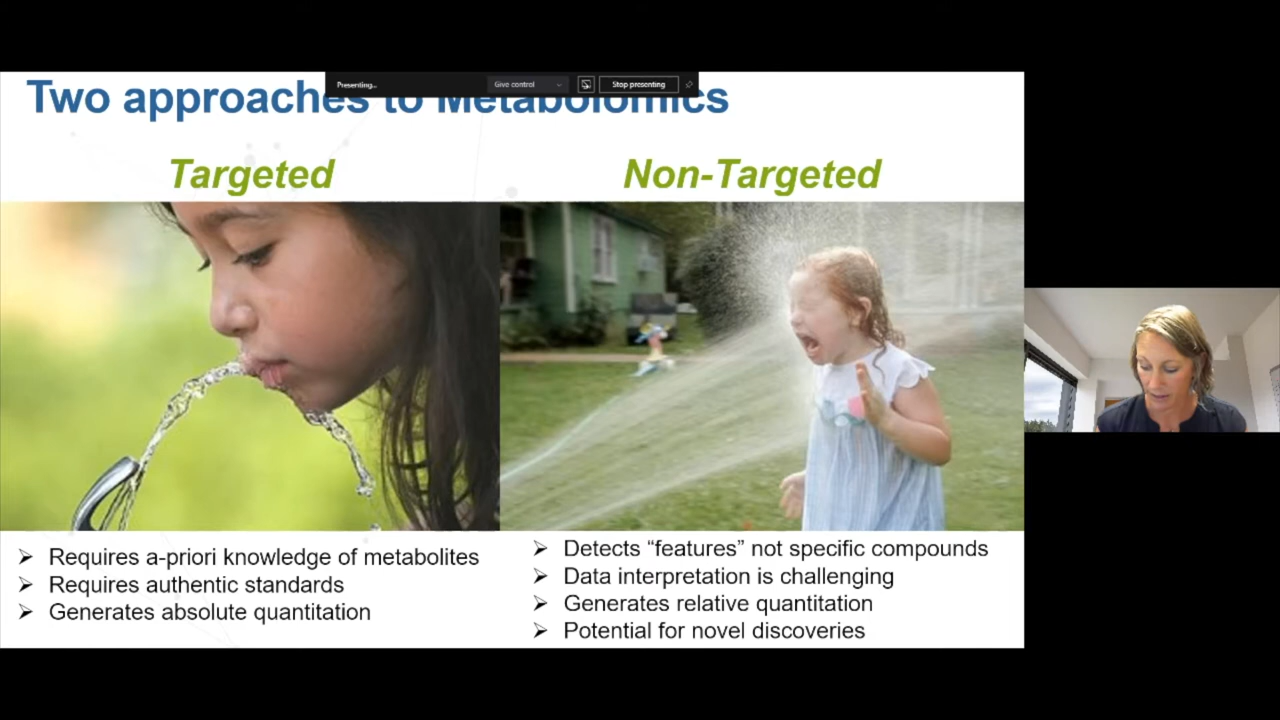 Presenting...
Give control
Stop presenting
Two approaches to Metabolomics
Targeted
Non-Targeted
➢ Requires a-priori knowledge of metabolites
➢ Requires authentic standards
➢ Generates absolute quantitation
➢ Detects “features” not specific compounds
➢ Data interpretation is challenging
➢ Generates relative quantitation
➢ Potential for novel discoveries